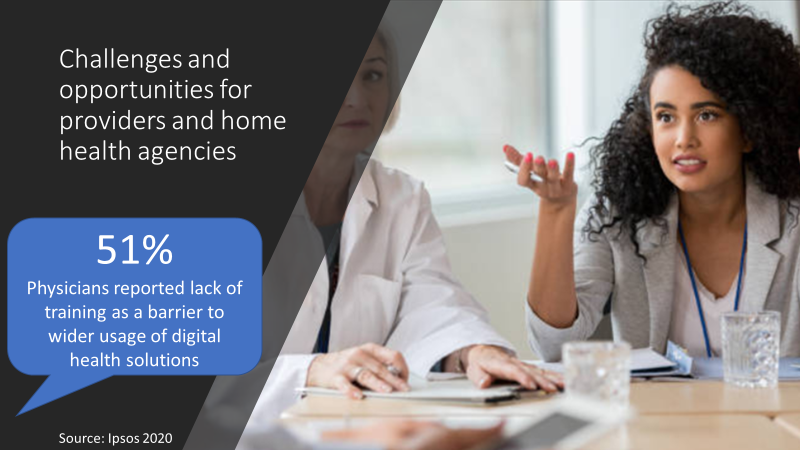 Challenges and
opportunities for
providers and home
health agencies
51%
Physicians reported lack of
training as a barrier to
wider usage of digital
health solutions
Source: Ipsos 2020